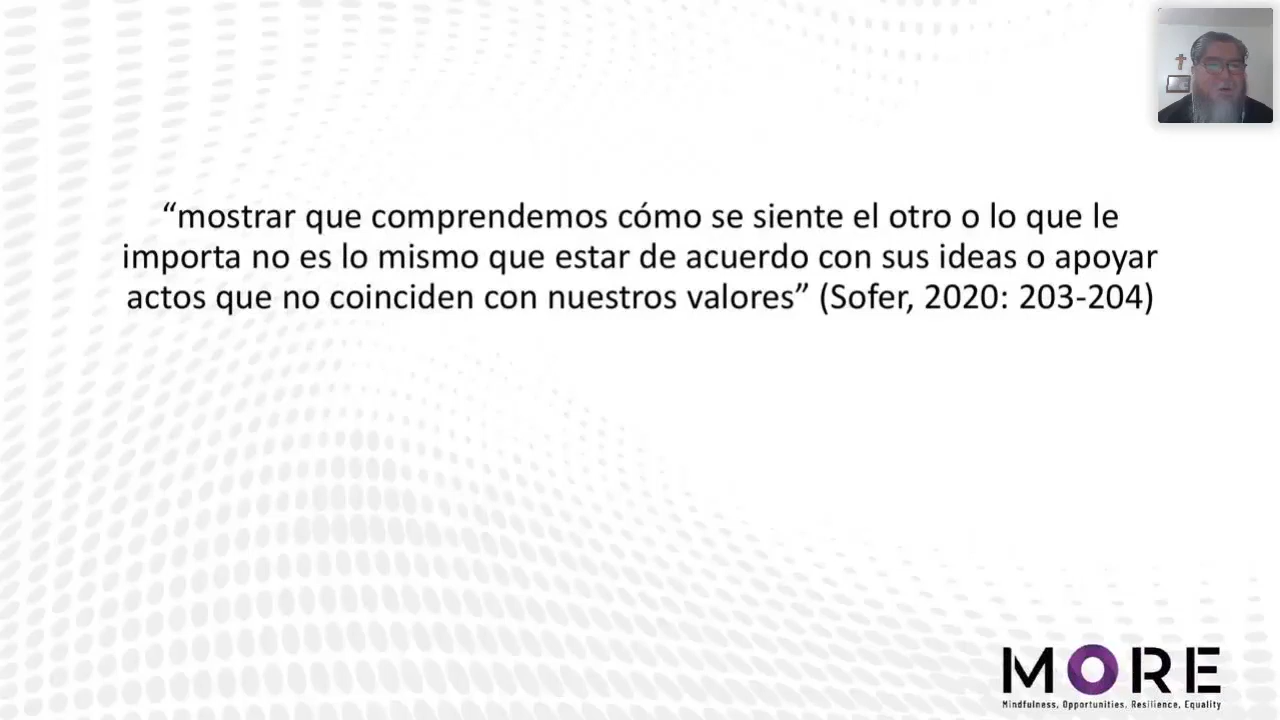 “mostrar que comprendemos cómo se siente el otro o lo que le
importa no es lo mismo que estar de acuerdo con sus ideas o apoyar
actos que no coinciden con nuestros valores” (Sofer, 2020: 203-204)
MORE
Mindfulness, Opportunities, Resilience, Equality